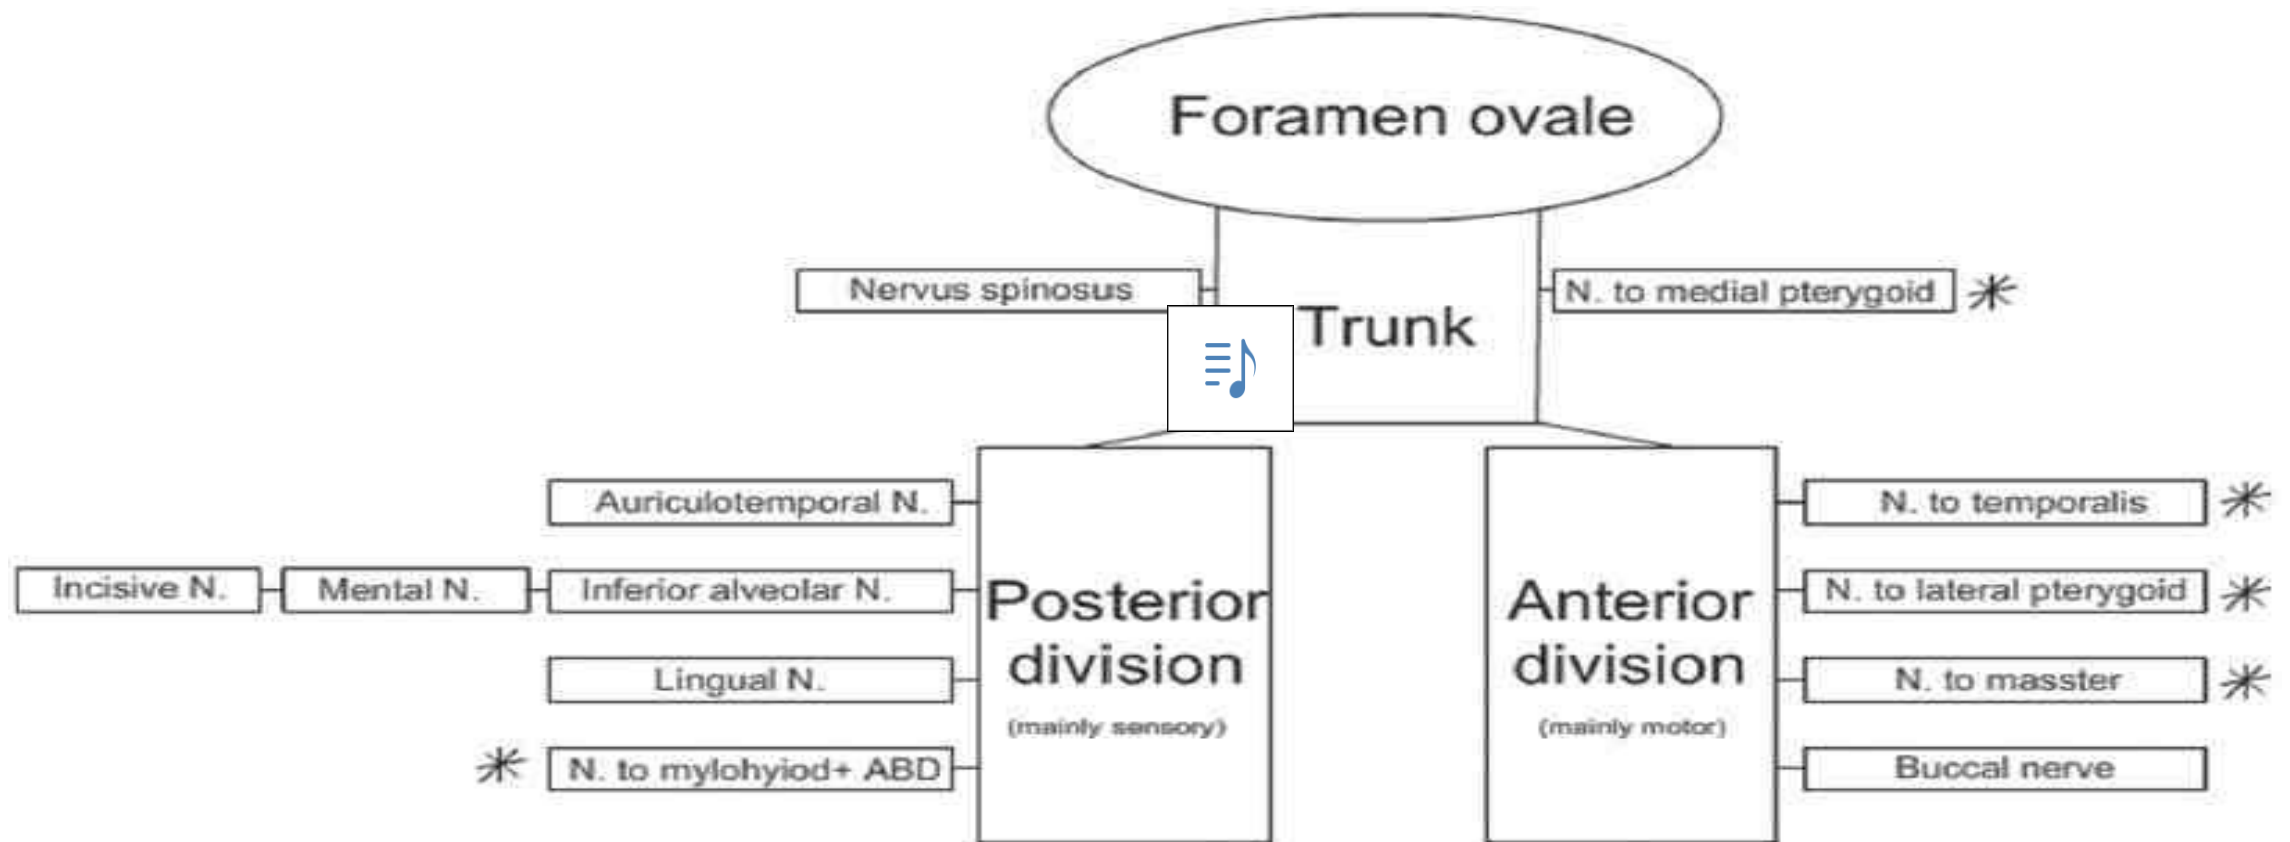 Foramen ovale
Nervus spinosus
N. to medial pterygoid
Trunk
Auriculotemporal N.
N. to temporalis
Incisive N.
Mental N.
Inferior alveolar N.
Posterior
division
(mainly sensory)
Anterior
division
(mainly motor)
N. to lateral pterygoid
Lingual N.
N. to masster
N. to mylohyiod+ ABD
Buccal nerve